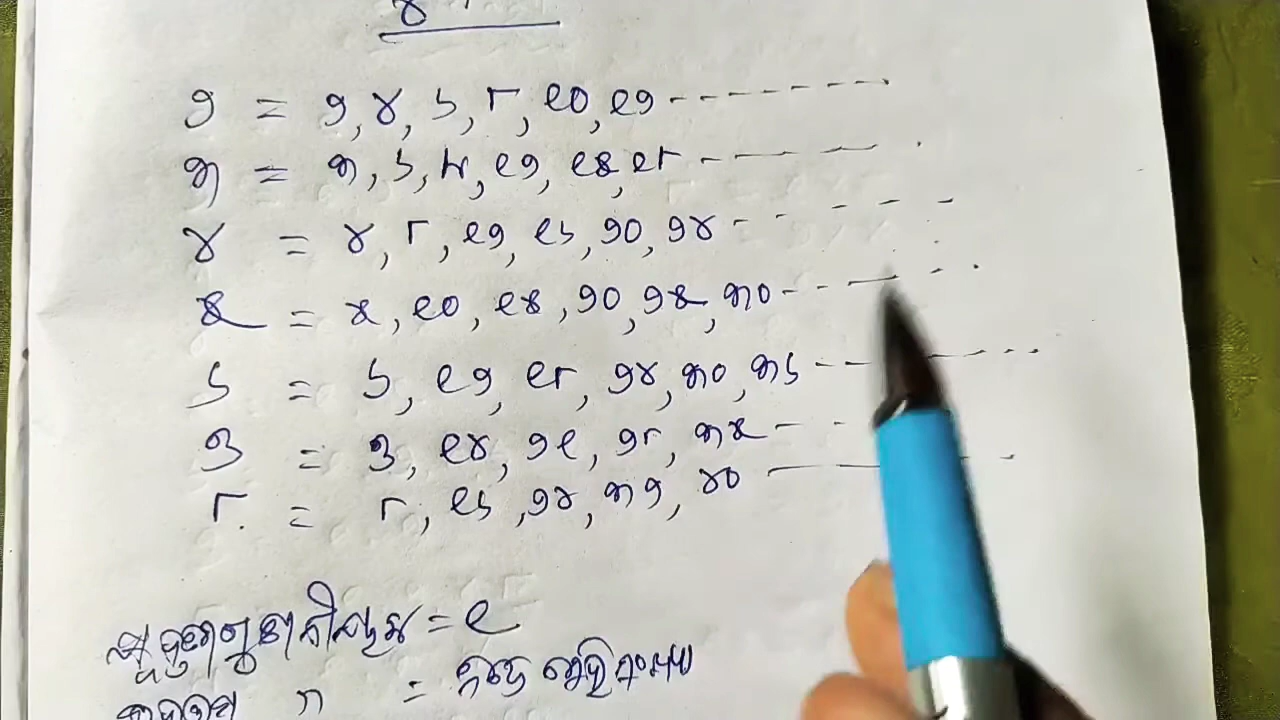 ୨ = ୨,୪,୬,୮,୧୦,୧୨-------
୩ = ୩,୬,୯,୧୨,୧୫,୧୮-----
୪ = ୪,୮,୧୨,୧୬,୨୦,୨୪------
୫ = ୫,୧୦,୧୫,୨୦,୨୫,୩୦-----
୬ = ୬,୧୨,୧୮,୨୪,୩୦,୩୬-----
୭ = ୭,୧୪,୨୧,୨୮,୩୫---
୮ = ୮,୧୬,୨୪,୩୨,୪୦ ----
= ୧
= ନିଜେ ସେହି ସଂଖ୍ୟା